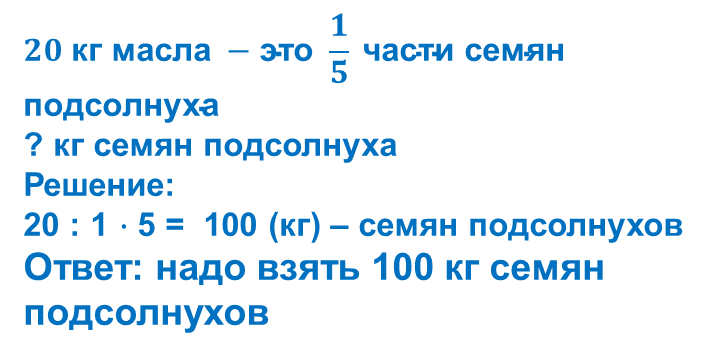 20 кг масла – это 1/5 части семян
подсолнуха
? кг семян подсолнуха
Решение:
20 : 1 · 5 = 100 (кг) – семян подсолнухов
Ответ: надо взять 100 кг семян
подсолнухов